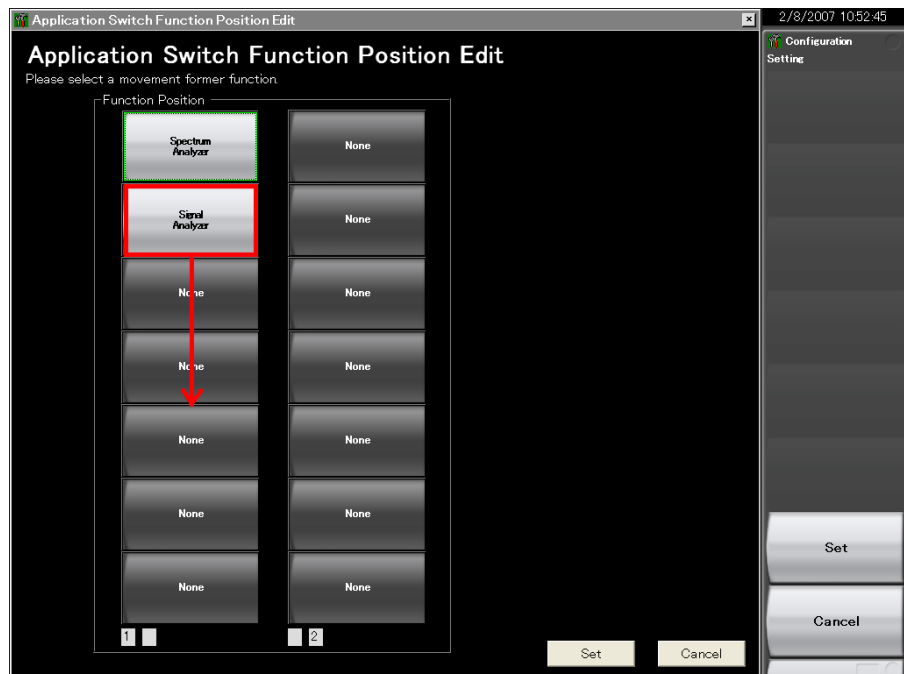 Application Switch Function Position Edit
2/8/2007 10:52:45
Configuration
Setting
Application Switch Function Position Edit
Please select a movement former function.
Function Position
Spectrum
Analyzer
None
Signal
Analyzer
None
None
None
None
None
None
None
None
None
None
None
1
2
Set
Cancel
Set
Cancel